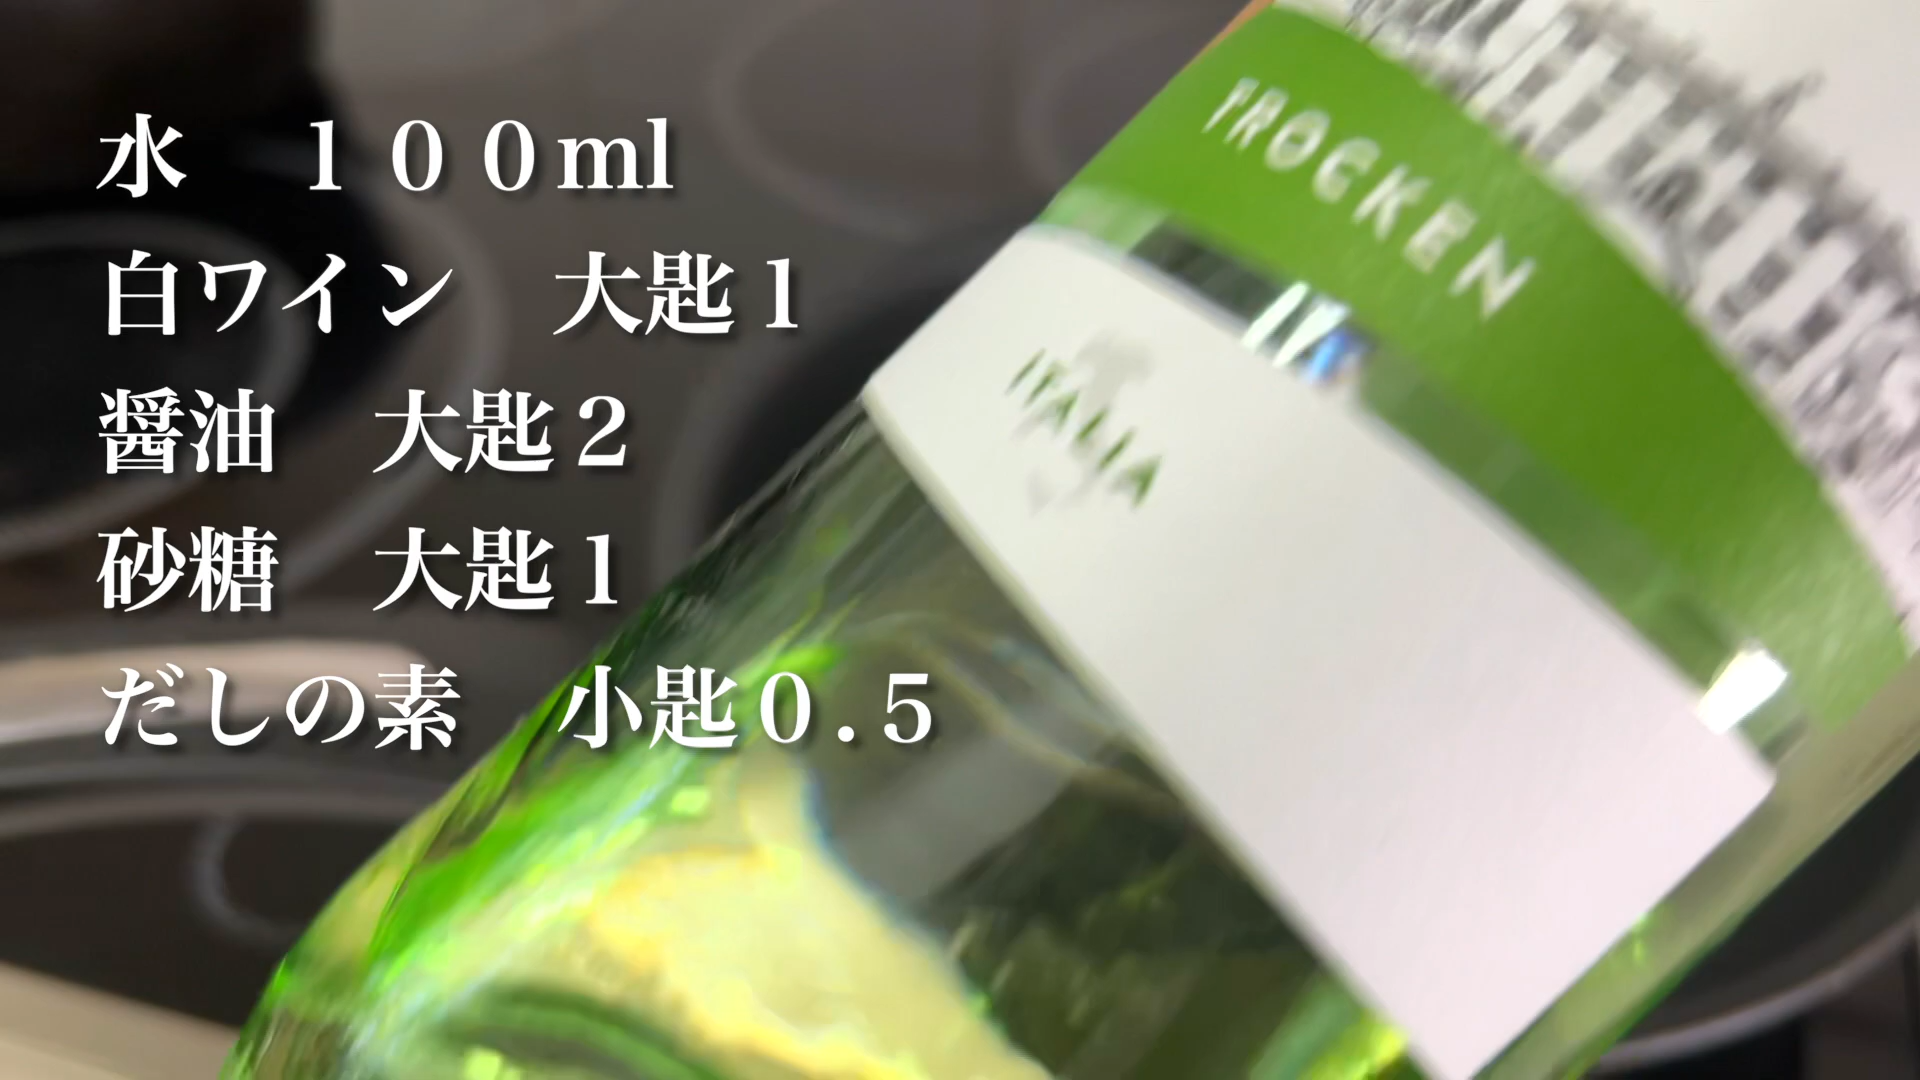 水　１００ml
白ワイン　大匙１
醤油　大匙２
砂糖　大匙１
だしの素　小匙０.５
TROCKEN
ITALIA